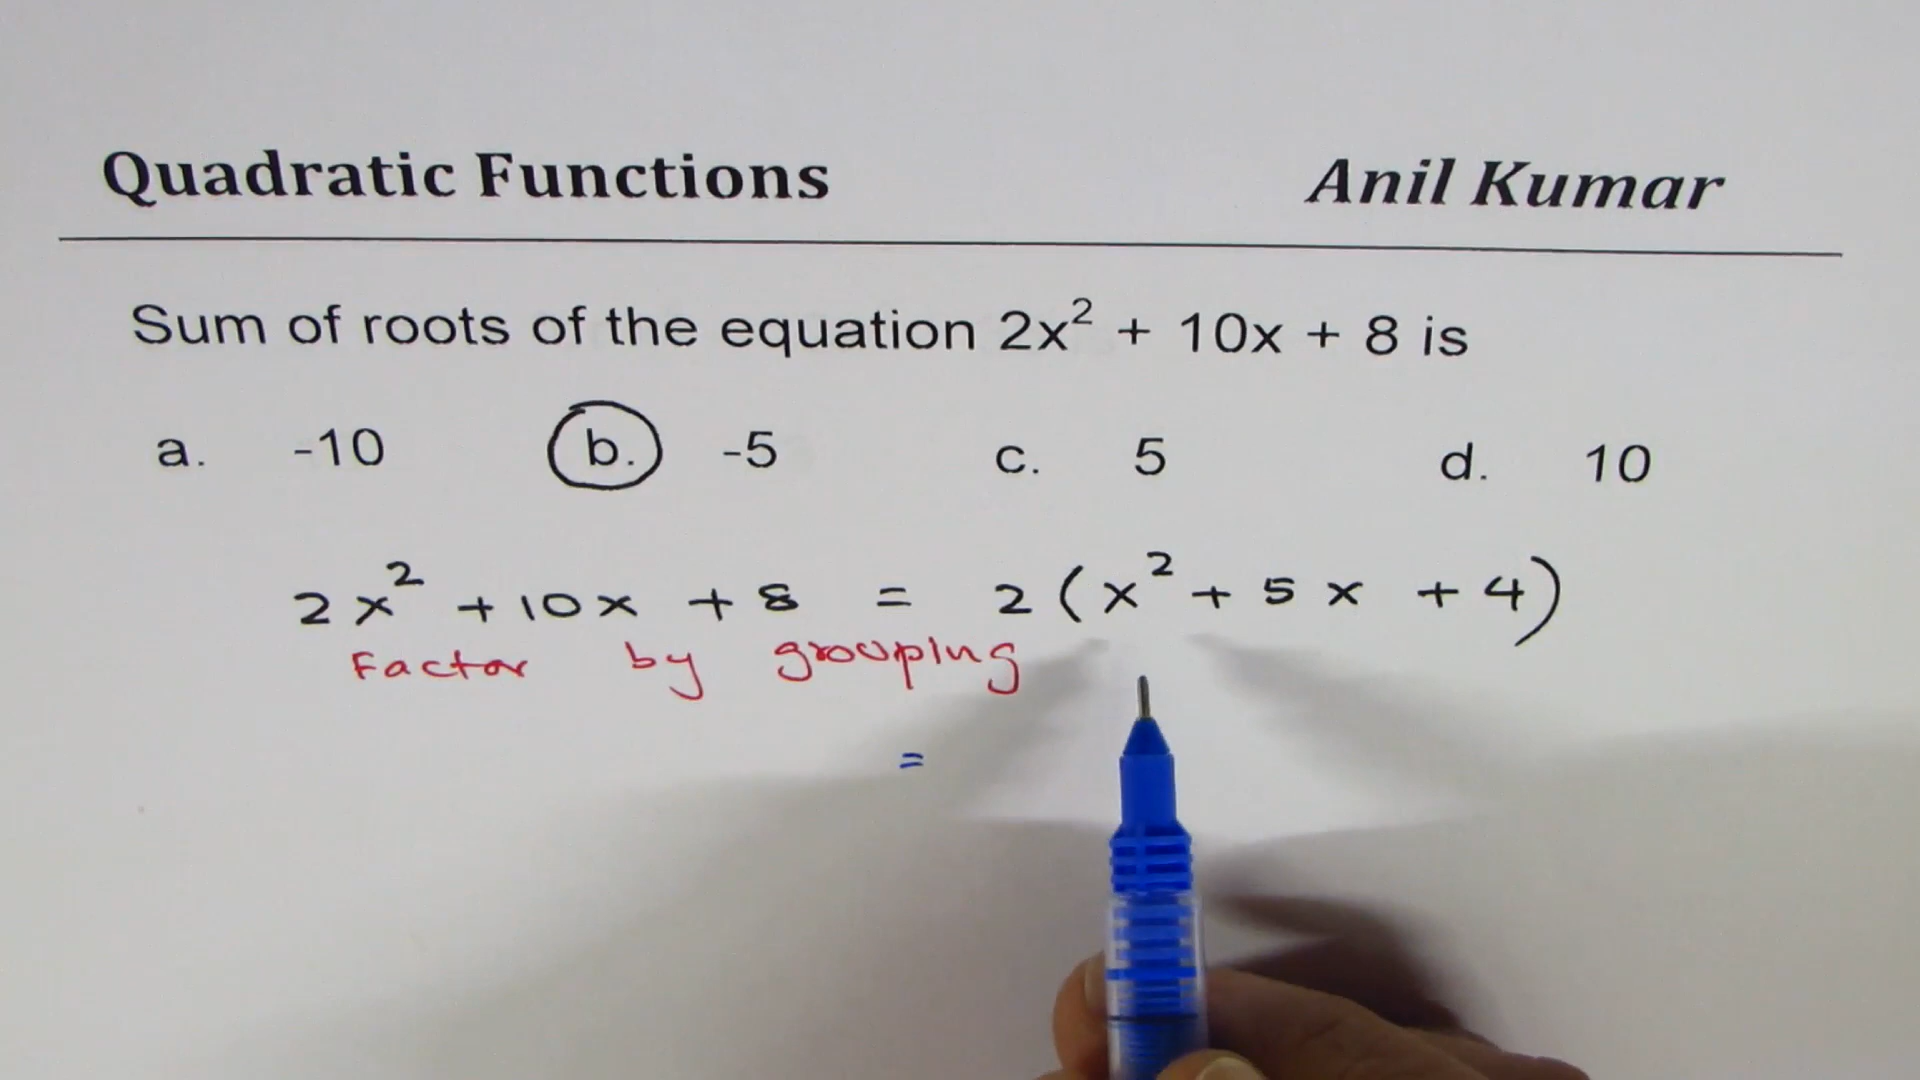 Quadratic Functions Anil Kumar
Sum of roots of the equation 2x² + 10x + 8 is
a. -10 b. -5 c. 5 d. 10
2x² + 10x + 8 = 2(x² + 5x + 4)
Factor by grouping
=